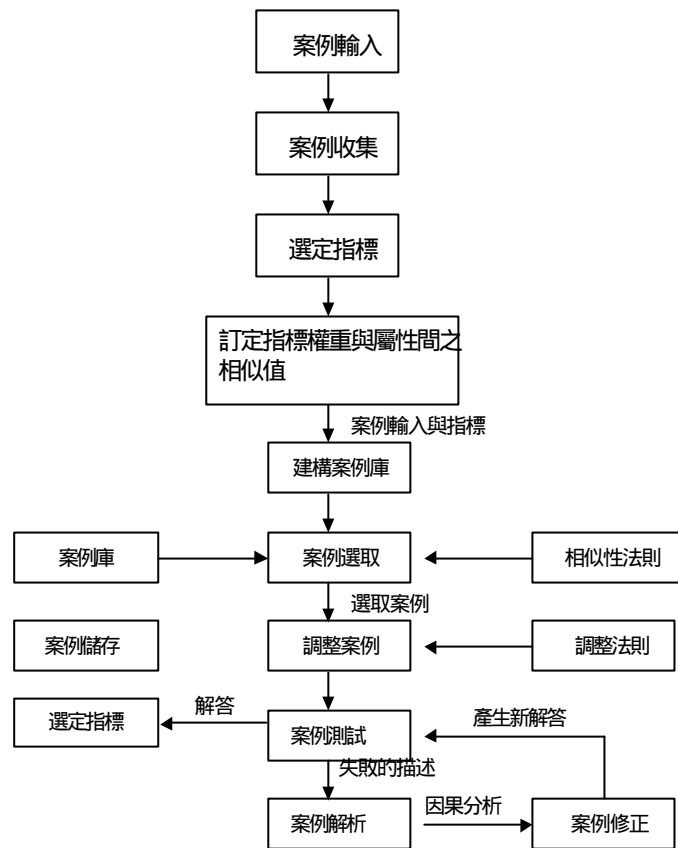 案例輸入
案例收集
選定指標
訂定指標權重與屬性間之
相似值
案例輸入與指標
建構案例庫
案例庫
案例選取
相似性法則
選取案例
案例儲存
調整案例
調整法則
選定指標
解答
案例測試
產生新解答
失敗的描述
案例解析
因果分析
案例修正